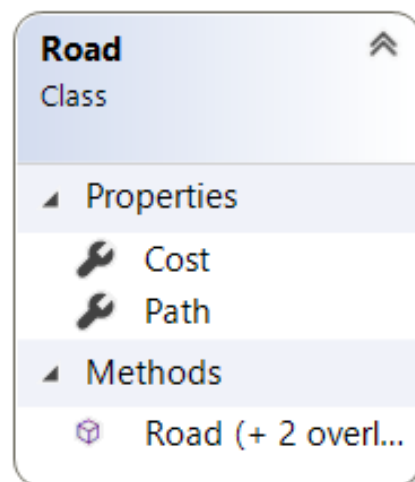 Road
Class
Properties
Cost
Path
Methods
Road (+ 2 overl...